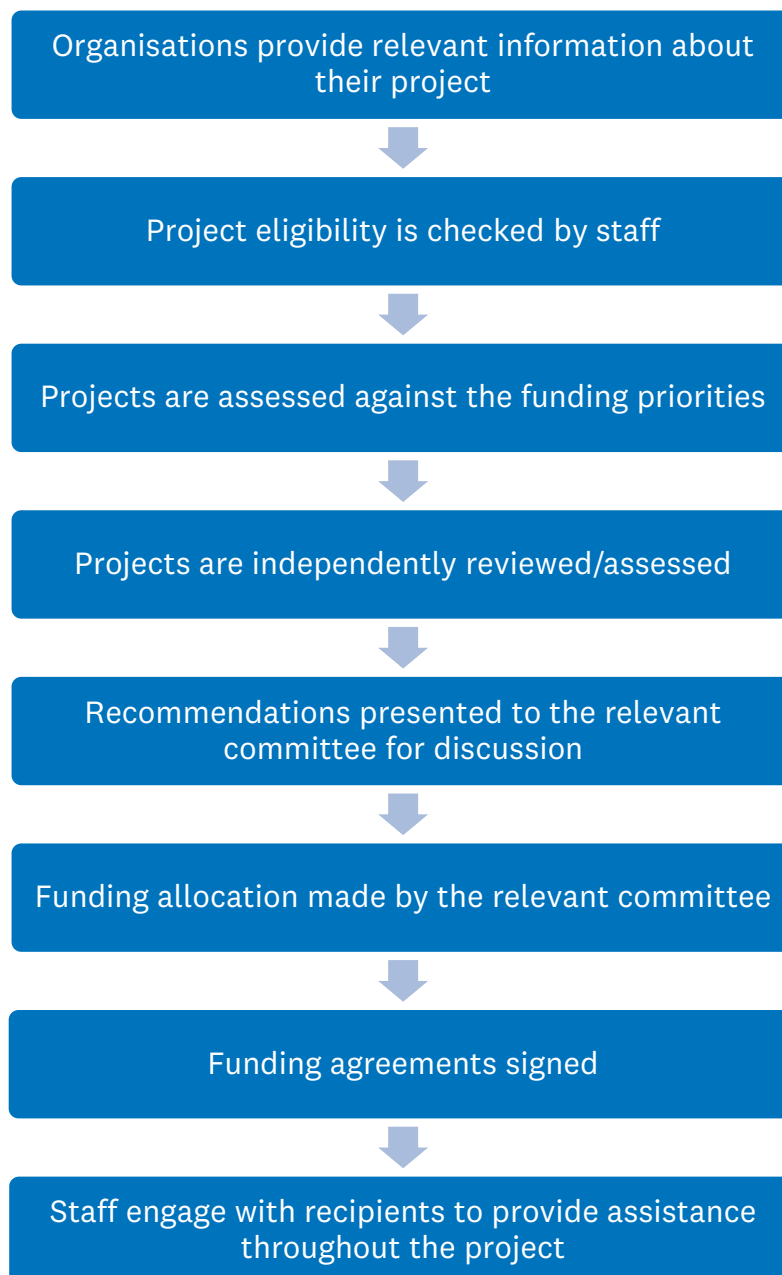 Organisations provide relevant information about
their project
Project eligibility is checked by staff
Projects are assessed against the funding priorities
Projects are independently reviewed/assessed
Recommendations presented to the relevant
committee for discussion
Funding allocation made by the relevant committee
Funding agreements signed
Staff engage with recipients to provide assistance
throughout the project